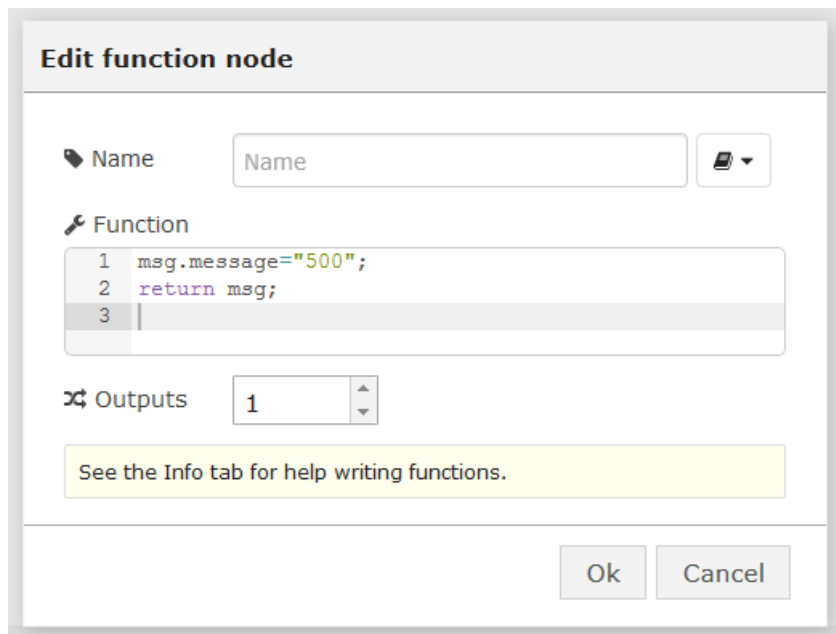 Edit function node
Name
Name
Function
1 msg.message="500";
2 return msg;
3
Outputs
1
See the Info tab for help writing functions.
Ok Cancel